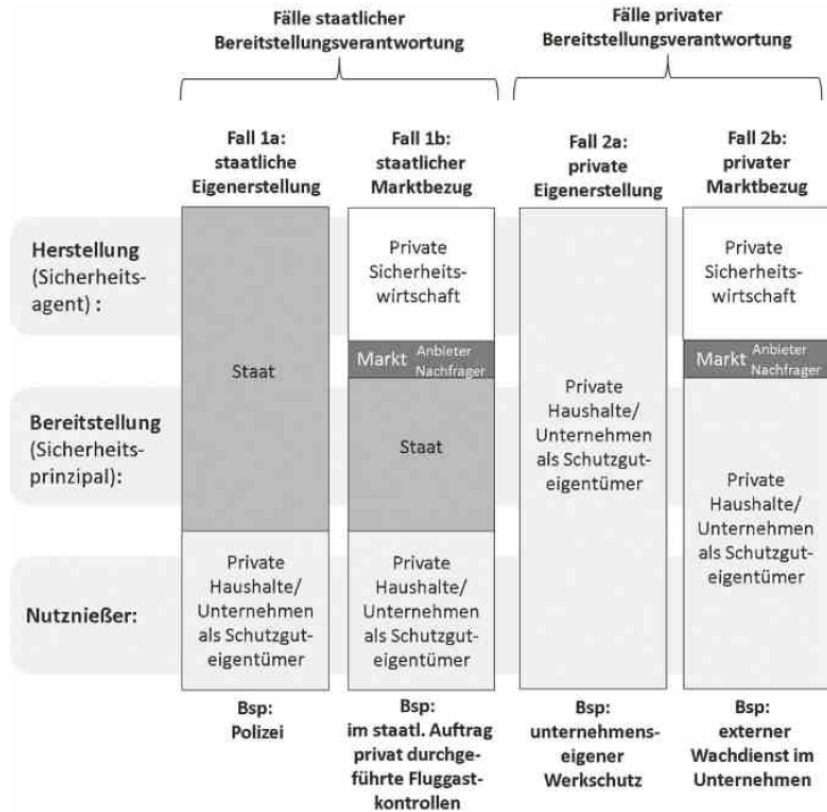 Fälle staatlicher
Bereitstellungsverantwortung
Fälle privater
Bereitstellungsverantwortung
Fall 1a:
staatliche
Eigenerstellung
Fall 1b:
staatlicher
Marktbezug
Fall 2a:
private
Eigenerstellung
Fall 2b:
privater
Marktbezug
Herstellung
(Sicherheits-
agent) :
Bereitstellung
(Sicherheits-
prinzipal):
Nutznießer:
Staat
Private
Haushalte/
Unternehmen
als Schutzgut-
eigentümer
Bsp:
Polizei
Private
Sicherheits-
wirtschaft
Markt Anbieter
Nachfrager
Staat
Private
Haushalte/
Unternehmen
als Schutzgut-
eigentümer
Bsp:
im staatl. Auftrag
privat durchge-
führte Fluggast-
kontrollen
Private
Haushalte/
Unternehmen
als Schutzgut-
eigentümer
Bsp:
unternehmens-
eigener
Werkschutz
Private
Sicherheits-
wirtschaft
Markt Anbieter
Nachfrager
Private
Haushalte/
Unternehmen
als Schutzgut-
eigentümer
Bsp:
externer
Wachdienst im
Unternehmen